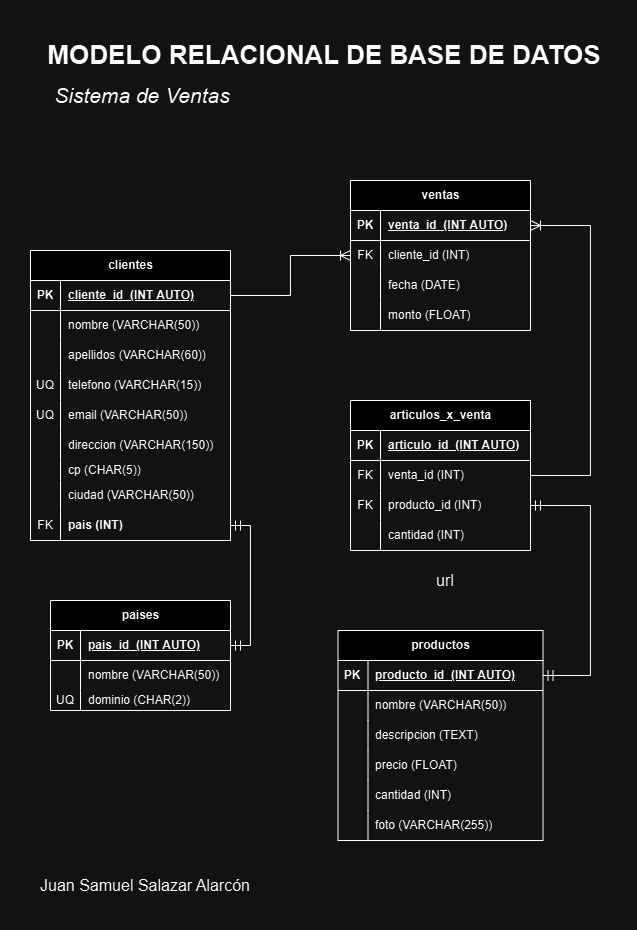 MODELO RELACIONAL DE BASE DE DATOS
Sistema de Ventas
ventas
PK venta_id (INT AUTO)
FK cliente_id (INT)
fecha (DATE)
monto (FLOAT)
clientes
PK cliente_id (INT AUTO)
nombre (VARCHAR(50))
apellidos (VARCHAR(60))
UQ telefono (VARCHAR(15))
UQ email (VARCHAR(50))
direccion (VARCHAR(150))
cp (CHAR(5))
ciudad (VARCHAR(50))
FK pais (INT)
articulos_x_venta
PK articulo_id (INT AUTO)
FK venta_id (INT)
FK producto_id (INT)
cantidad (INT)
url
paises
PK pais_id (INT AUTO)
nombre (VARCHAR(50))
UQ dominio (CHAR(2))
productos
PK producto_id (INT AUTO)
nombre (VARCHAR(50))
descripcion (TEXT)
precio (FLOAT)
cantidad (INT)
foto (VARCHAR(255))
Juan Samuel Salazar Alarcón